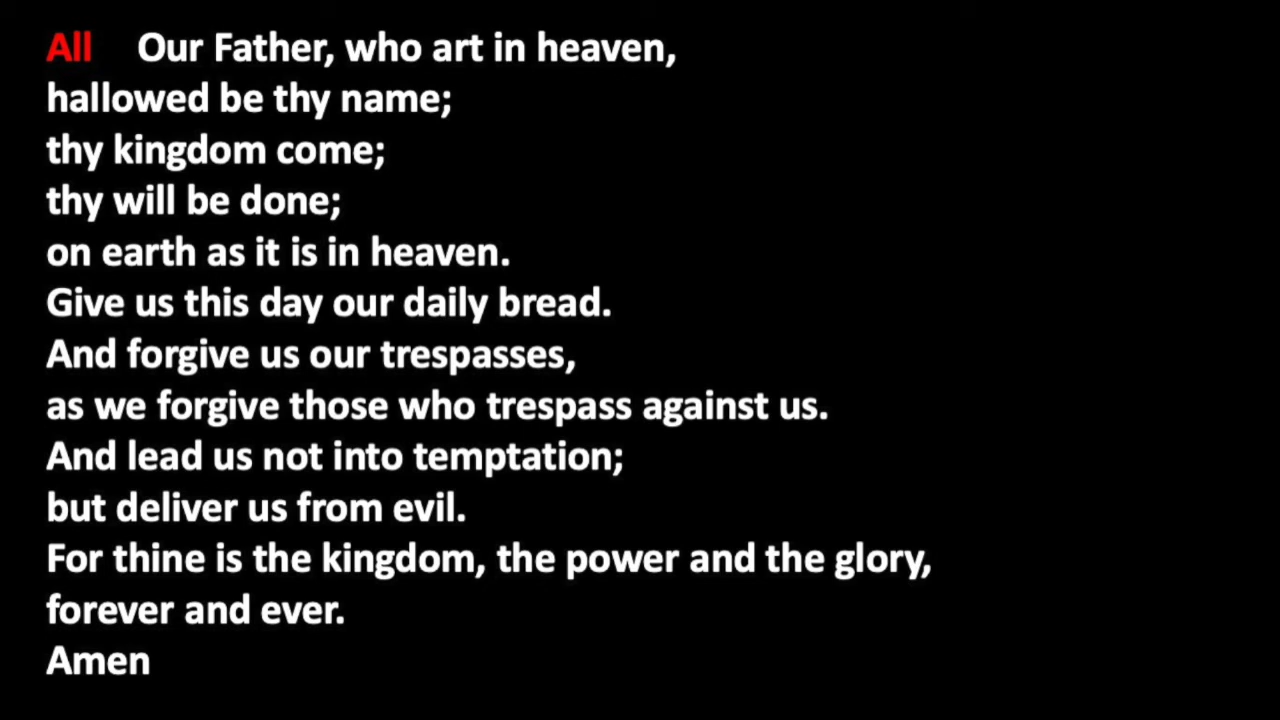 All Our Father, who art in heaven,
hallowed be thy name;
thy kingdom come;
thy will be done;
on earth as it is in heaven.
Give us this day our daily bread.
And forgive us our trespasses,
as we forgive those who trespass against us.
And lead us not into temptation;
but deliver us from evil.
For thine is the kingdom, the power and the glory,
forever and ever.
Amen